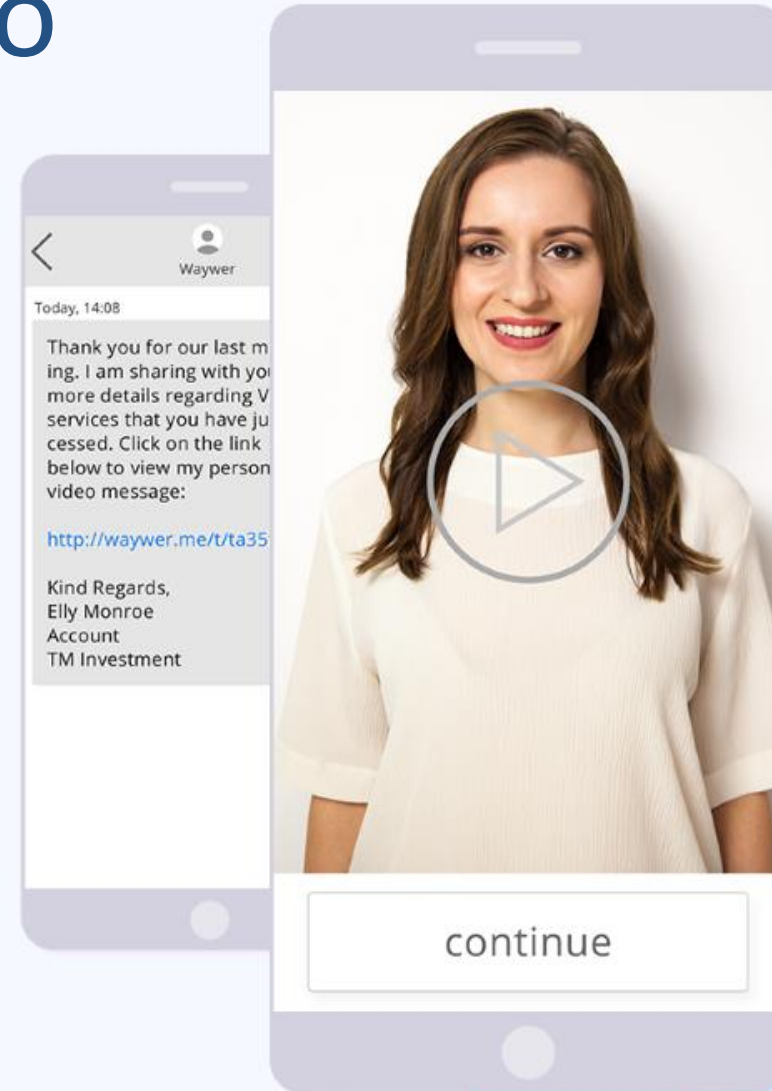 o
Waywer
Today, 14:08
Thank you for our last m
ing. I am sharing with you
more details regarding V
services that you have ju
cessed. Click on the link
below to view my person
video message:
http://waywer.me/t/ta35
Kind Regards,
Elly Monroe
Account
TM Investment
continue